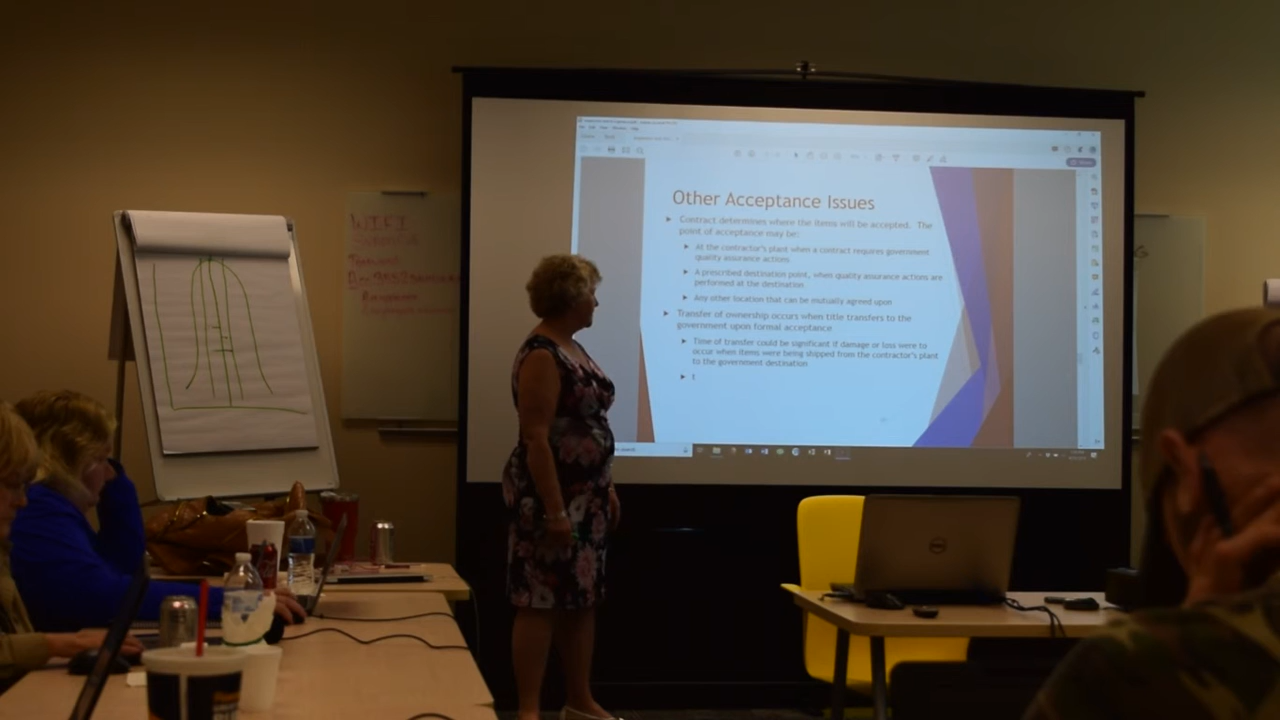 Other Acceptance Issues
Contract determines where the items will be accepted. The
point of acceptance may be:
At the contractor's plant when a contract requires government
quality assurance actions
A prescribed destination point, when quality assurance actions are
performed at the destination
Any other location that can be mutually agreed upon
Transfer of ownership occurs when title transfers to the
government upon formal acceptance
Time of transfer could be significant if damage or loss were to
occur when items were being shipped from the contractor's plant
to the government destination
t
WIFI
DELL